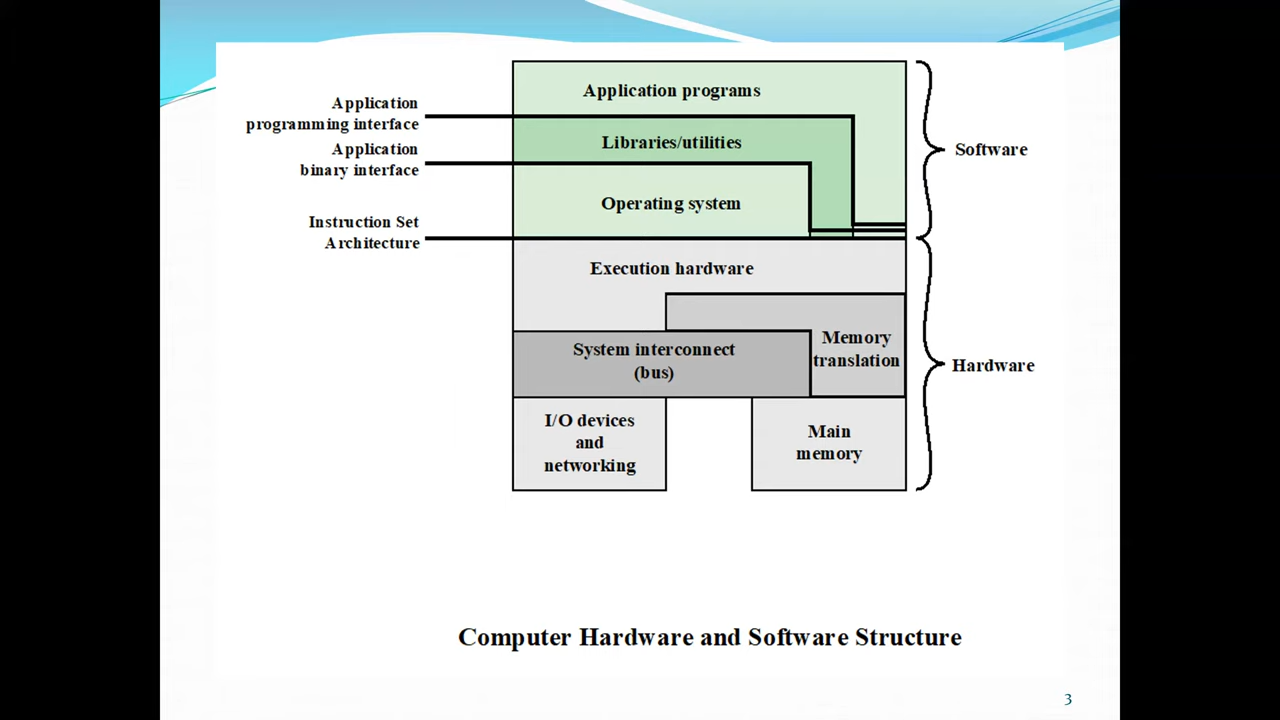 Application programs
Application
programming interface
Libraries/utilities
Application
binary interface
Operating system
Instruction Set
Architecture
Software
Execution hardware
Memory
translation
System interconnect
(bus)
Hardware
I/O devices
and
networking
Main
memory
Computer Hardware and Software Structure
3